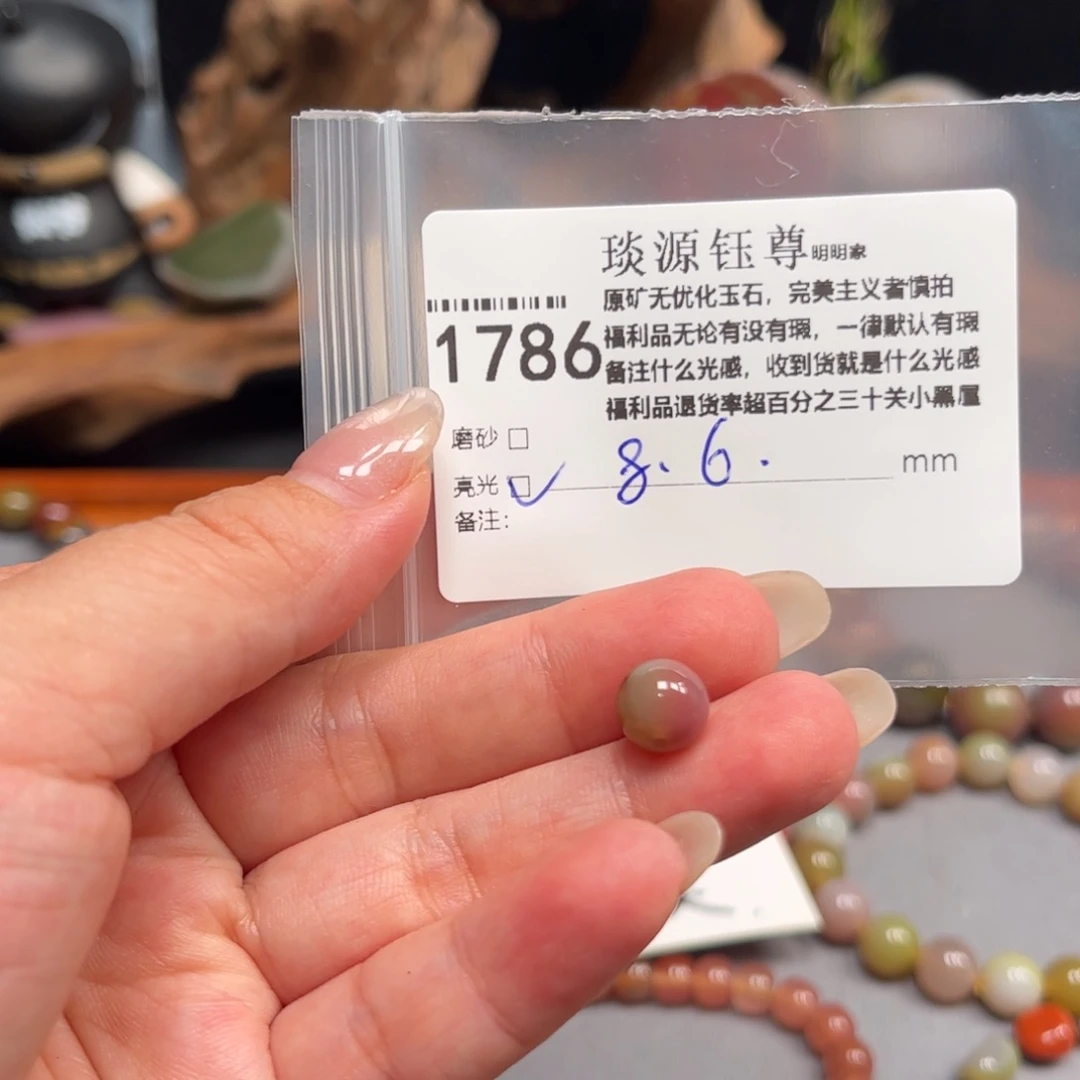 琰源钰尊明明家
原矿无优化玉石，完美主义者慎拍
1786
福利品无论有没有瑕，一律默认有瑕
备注什么光感，收到货就是什么光感
福利品退货率超百分之三十关小黑屋
磨砂 □
亮光 □✓ 8.6. mm
备注: